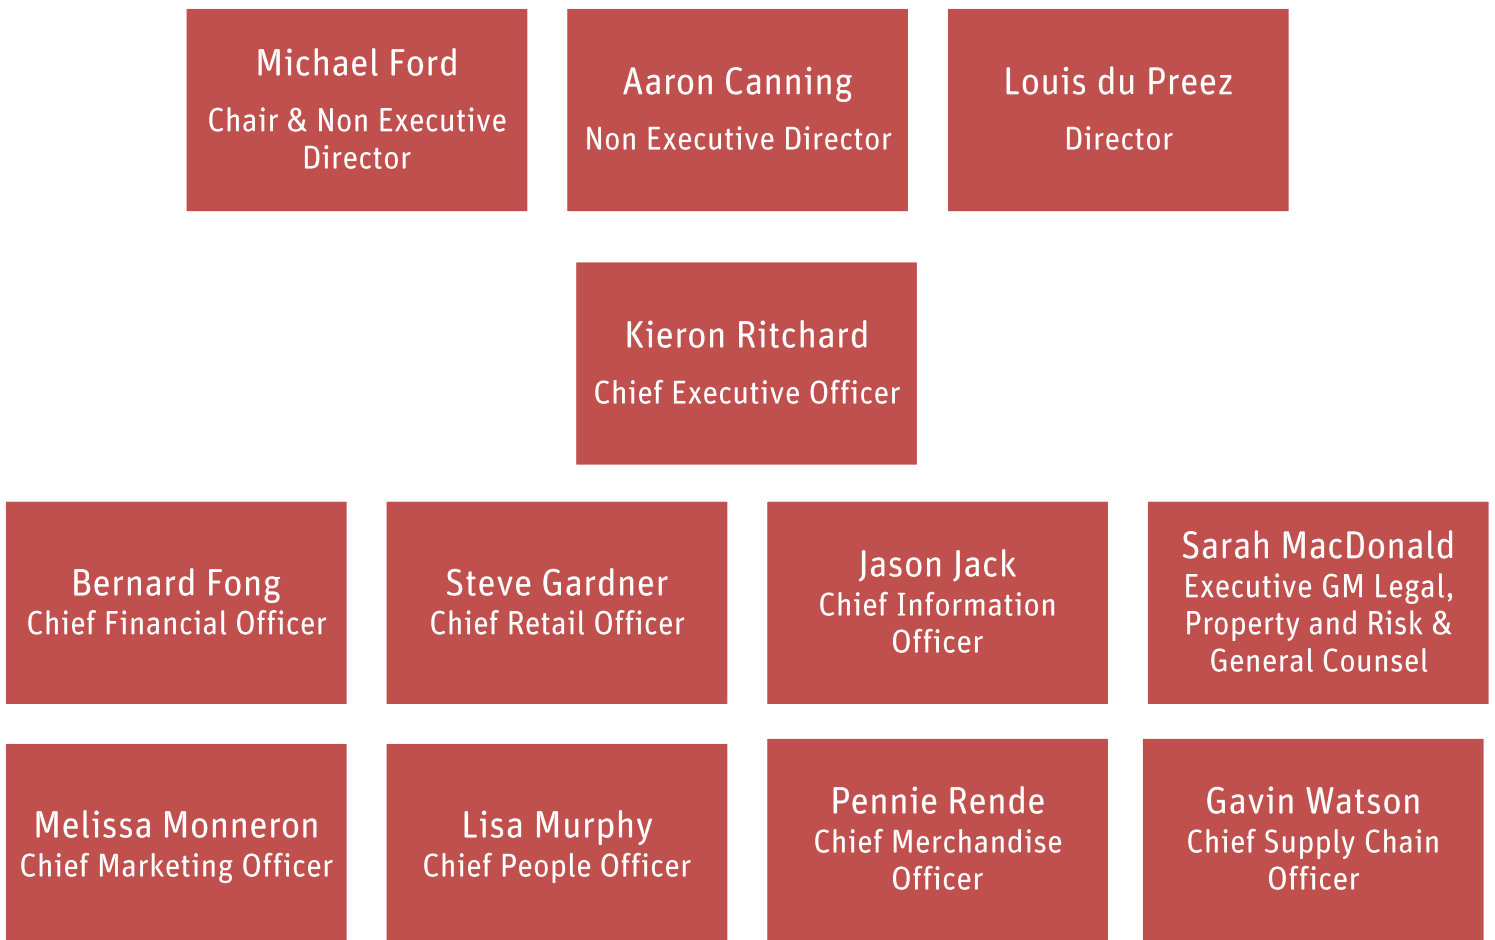 Michael Ford
Chair & Non Executive
Director
Aaron Canning
Non Executive Director
Louis du Preez
Director
Kieron Ritchard
Chief Executive Officer
Bernard Fong
Chief Financial Officer
Steve Gardner
Chief Retail Officer
Jason Jack
Chief Information
Officer
Sarah MacDonald
Executive GM Legal,
Property and Risk &
General Counsel
Melissa Monneron
Chief Marketing Officer
Lisa Murphy
Chief People Officer
Pennie Rende
Chief Merchandise
Officer
Gavin Watson
Chief Supply Chain
Officer